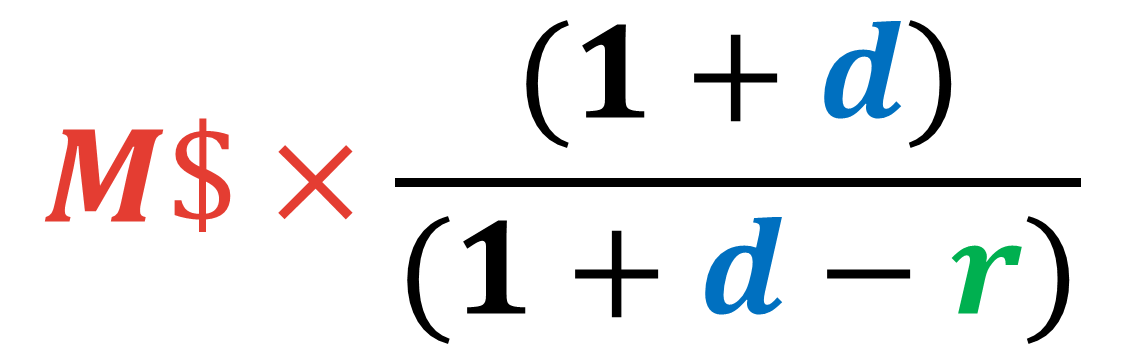 (1 + d)
M$ ×
(1 + d − r)